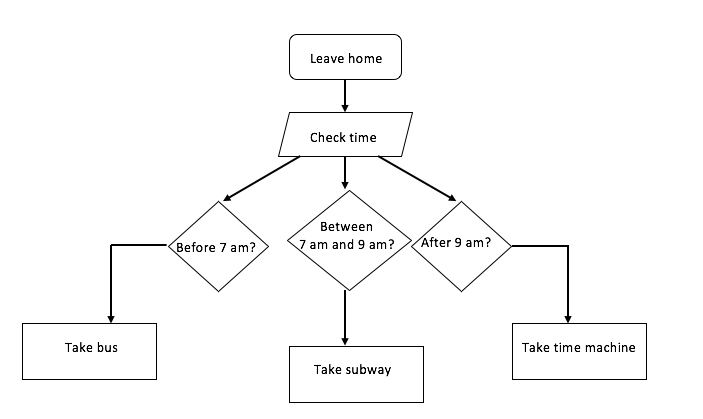 Leave home
Check time
Before 7 am?
Between
7 am and 9 am?
After 9 am?
Take bus
Take subway
Take time machine